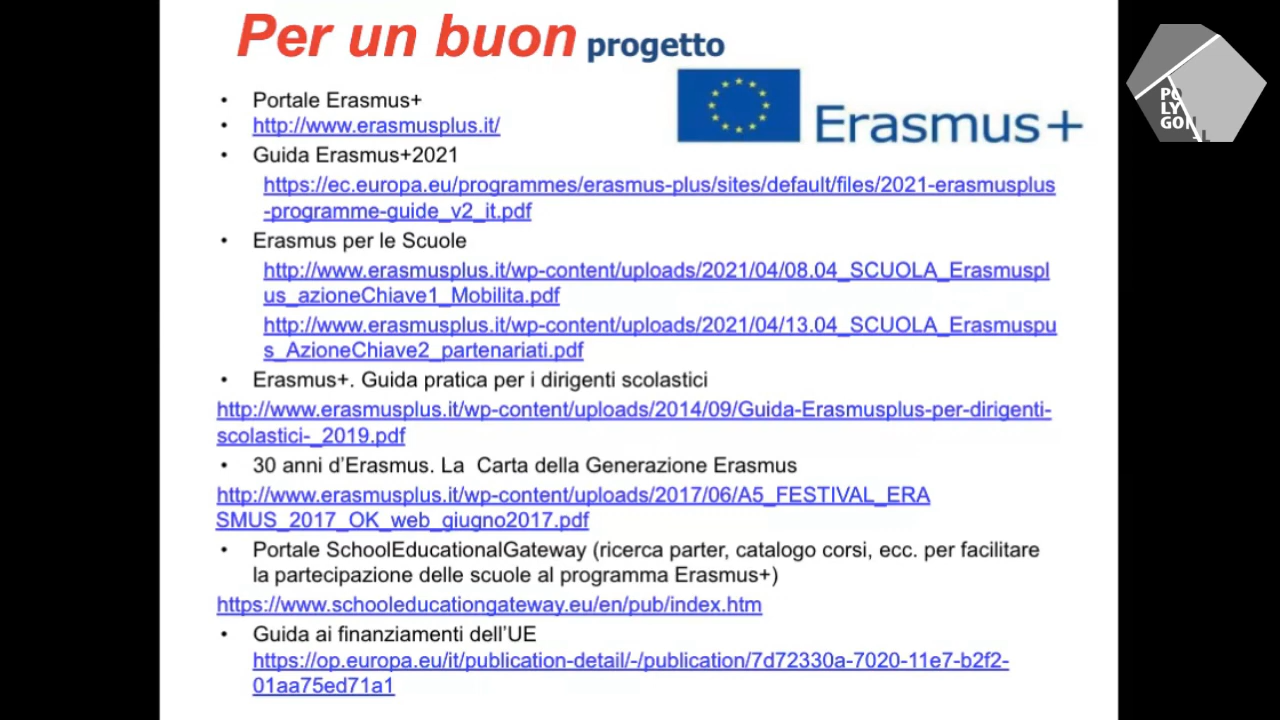 Per un buon progetto
• Portale Erasmus+
• http://www.erasmusplus.it/
Erasmus+
• Guida Erasmus+2021
https://ec.europa.eu/programmes/erasmus-plus/sites/default/files/2021-erasmusplus
-programme-guide_v2_it.pdf
• Erasmus per le Scuole
http://www.erasmusplus.it/wp-content/uploads/2021/04/08.04_SCUOLA_Erasmuspl
us_azioneChiave1_Mobilita.pdf
http://www.erasmusplus.it/wp-content/uploads/2021/04/13.04_SCUOLA_Erasmuspu
s_AzioneChiave2_partenariati.pdf
• Erasmus+. Guida pratica per i dirigenti scolastici
http://www.erasmusplus.it/wp-content/uploads/2014/09/Guida-Erasmusplus-per-dirigenti-
scolastici-_2019.pdf
• 30 anni d'Erasmus. La  Carta della Generazione Erasmus
http://www.erasmusplus.it/wp-content/uploads/2017/06/A5_FESTIVAL_ERA
SMUS_2017_OK_web_giugno2017.pdf
• Portale SchoolEducationalGateway (ricerca parter, catalogo corsi, ecc. per facilitare
la partecipazione delle scuole al programma Erasmus+)
https://www.schooleducationgateway.eu/en/pub/index.htm
• Guida ai finanziamenti dell'UE
https://op.europa.eu/it/publication-detail/-/publication/7d72330a-7020-11e7-b2f2-
01aa75ed71a1
PO
LY
GON
AL